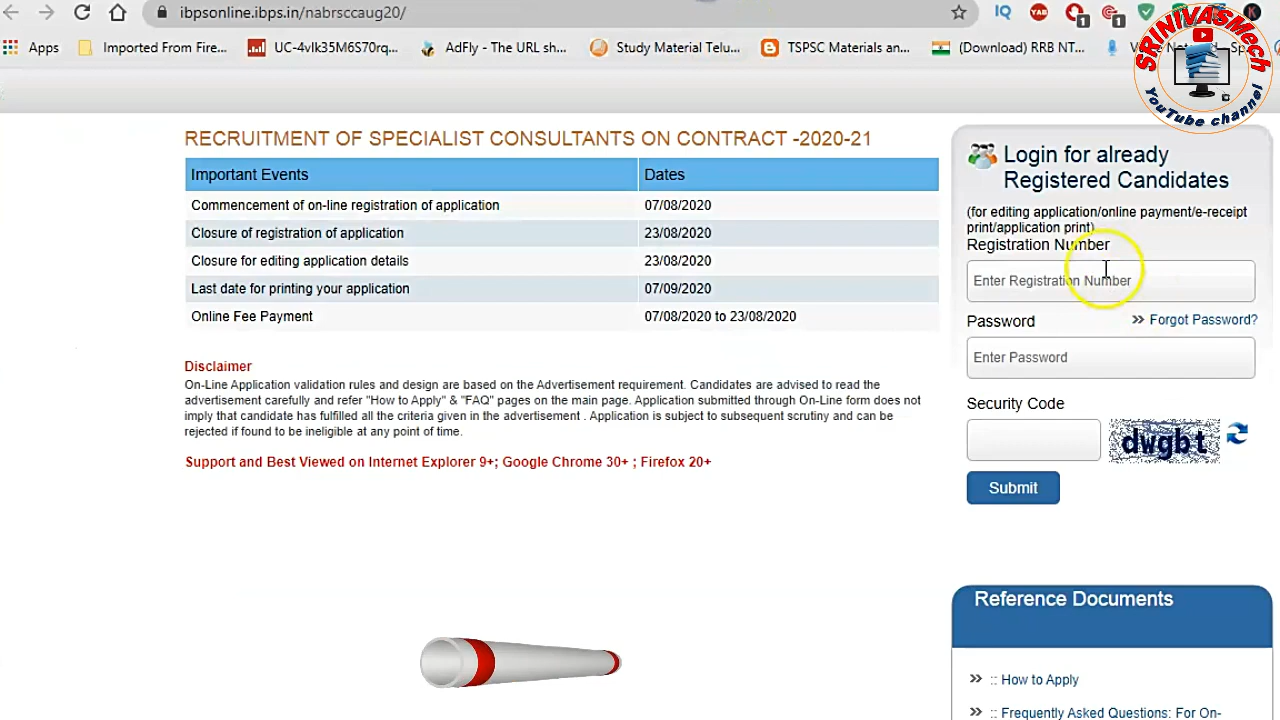 ibpsonline.ibps.in/nabrsccaug20/
IQ
YAB
1
1
K
Apps
Imported From Fire...
UC-4vIk35M6S70rq...
AdFly - The URL sh...
Study Material Telu...
TSPSC Materials an...
(Download) RRB NT...
SRINIVASMech
YouTube channel
RECRUITMENT OF SPECIALIST CONSULTANTS ON CONTRACT -2020-21
Important Events Dates
Commencement of on-line registration of application 07/08/2020
Closure of registration of application 23/08/2020
Closure for editing application details 23/08/2020
Last date for printing your application 07/09/2020
Online Fee Payment 07/08/2020 to 23/08/2020
Disclaimer
On-Line Application validation rules and design are based on the Advertisement requirement. Candidates are advised to read the
advertisement carefully and refer "How to Apply" & "FAQ" pages on the main page. Application submitted through On-Line form does not
imply that candidate has fulfilled all the criteria given in the advertisement . Application is subject to subsequent scrutiny and can be
rejected if found to be ineligible at any point of time.
Support and Best Viewed on Internet Explorer 9+; Google Chrome 30+ ; Firefox 20+
Login for already
Registered Candidates
(for editing application/online payment/e-receipt
print/application print)
Registration Number
Enter Registration Number
Password
Forgot Password?
Enter Password
Security Code
dwgbt
Submit
Reference Documents
:: How to Apply
:: Frequently Asked Questions: For On-